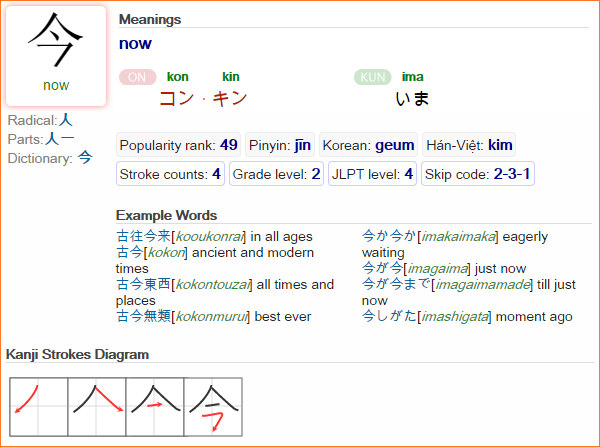 今
now
Radical:人
Parts:人一
Dictionary: 今
Meanings
now
ON kon kin
コン · キン
KUN ima
いま
Popularity rank: 49 Pinyin: jīn Korean: geum Hán-Việt: kim
Stroke counts: 4 Grade level: 2 JLPT level: 4 Skip code: 2-3-1
Example Words
古往今来[kooukonrai] in all ages
古今[kokon] ancient and modern
times
古今東西[kokontouzai] all times and
places
古今無類[kokonmurui] best ever
今か今か[imakaimaka] eagerly
waiting
今が今[imagaima] just now
今が今まで[imagaimamade] till just
now
今しがた[imashigata] moment ago
Kanji Strokes Diagram